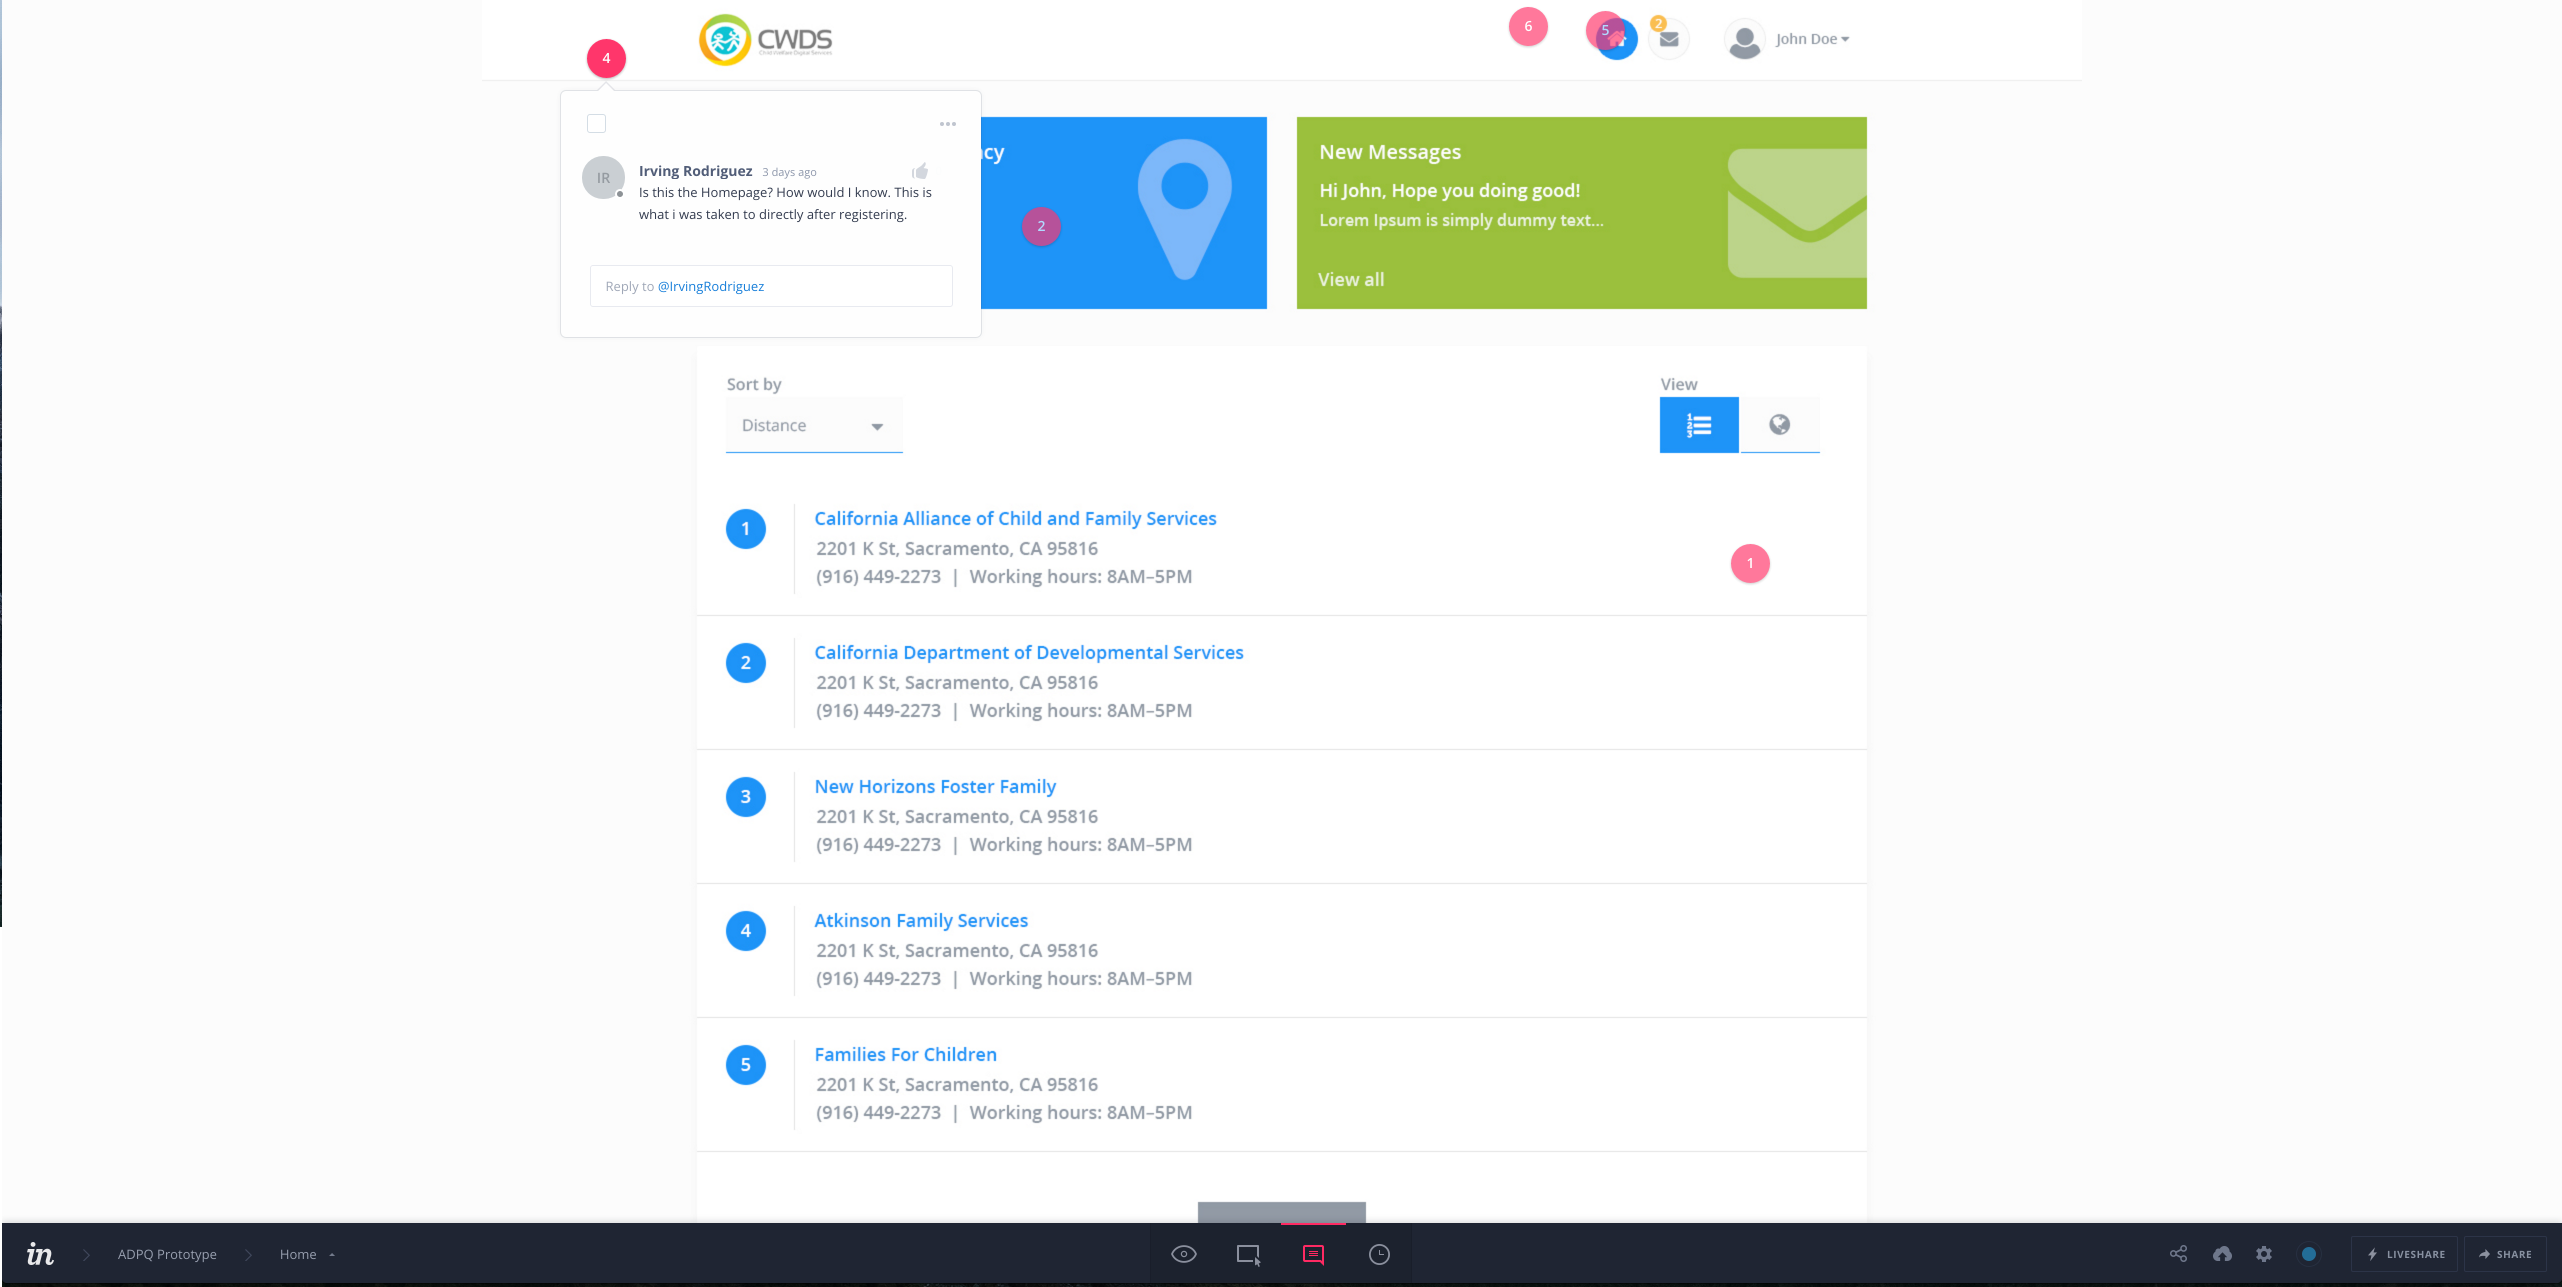 4
CWDS
6
5
2
John Doe
Irving Rodriguez 3 days ago
IR
Is this the Homepage? How would I know. This is
what i was taken to directly after registering.
Reply to @IrvingRodriguez
cy
2
New Messages
Hi John, Hope you doing good!
Lorem Ipsum is simply dummy text...
View all
Sort by
Distance
View
1
2
3
1
California Alliance of Child and Family Services
2201 K St, Sacramento, CA 95816
(916) 449-2273 | Working hours: 8AM–5PM
1
2
California Department of Developmental Services
2201 K St, Sacramento, CA 95816
(916) 449-2273 | Working hours: 8AM–5PM
3
New Horizons Foster Family
2201 K St, Sacramento, CA 95816
(916) 449-2273 | Working hours: 8AM–5PM
4
Atkinson Family Services
2201 K St, Sacramento, CA 95816
(916) 449-2273 | Working hours: 8AM–5PM
5
Families For Children
2201 K St, Sacramento, CA 95816
(916) 449-2273 | Working hours: 8AM–5PM
in
ADPQ Prototype
Home
LIVESHARE
SHARE